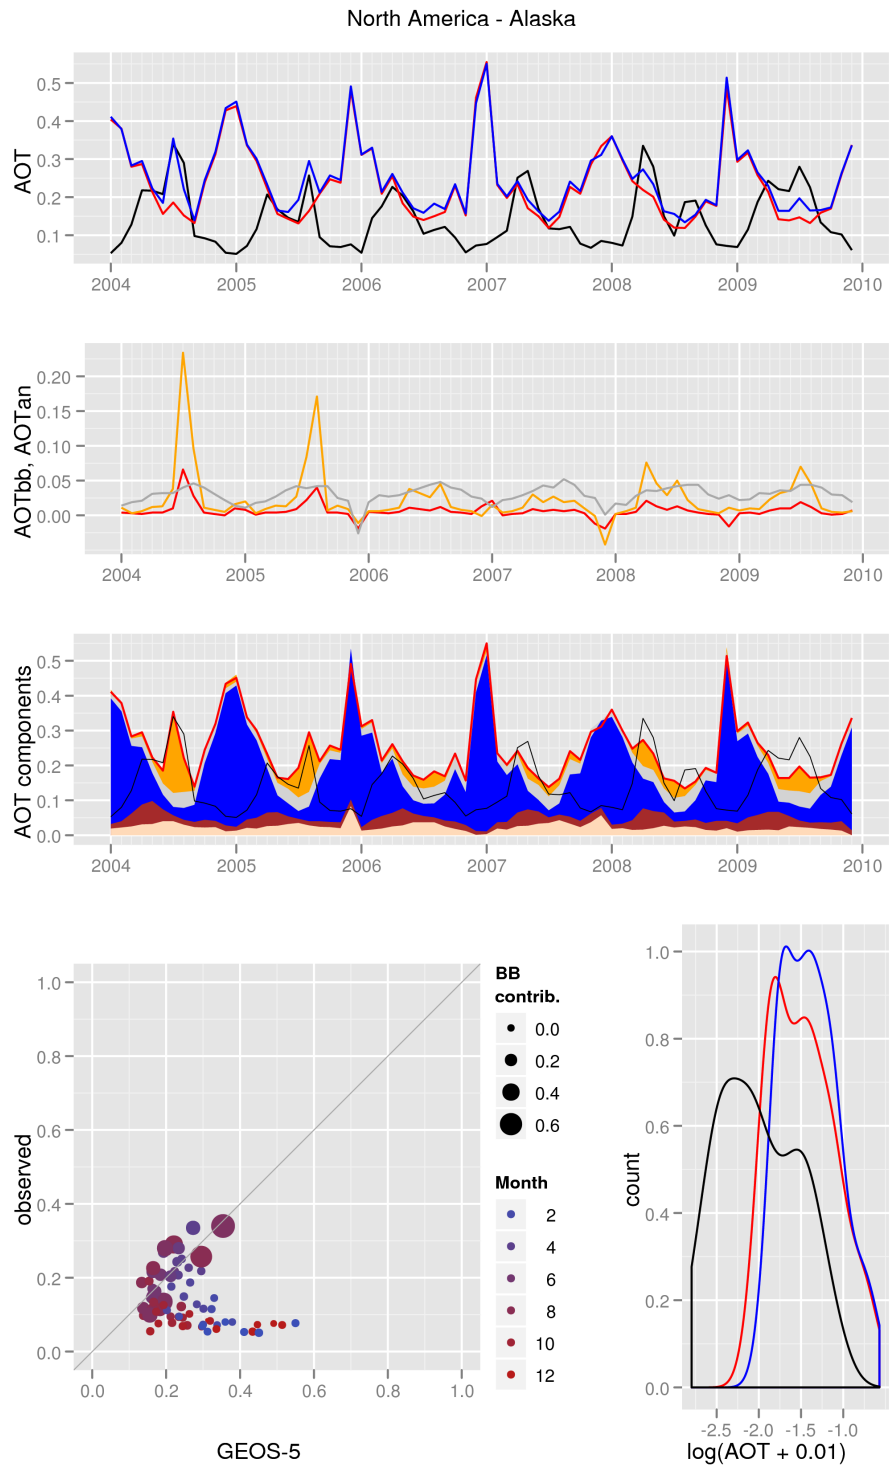 North America - Alaska
AOT
0.5
0.4
0.3
0.2
0.1
2004 2005 2006 2007 2008 2009 2010
AOTbb, AOTan
0.20
0.15
0.10
0.05
0.00
2004 2005 2006 2007 2008 2009 2010
AOT components
0.5
0.4
0.3
0.2
0.1
0.0
2004 2005 2006 2007 2008 2009 2010
observed
1.0
0.8
0.6
0.4
0.2
0.0
0.0 0.2 0.4 0.6 0.8 1.0
GEOS-5
BB
contrib.
0.0
0.2
0.4
0.6
Month
2
4
6
8
10
12
count
1.0
0.8
0.6
0.4
0.2
0.0
-2.5 -2.0 -1.5 -1.0
log(AOT + 0.01)